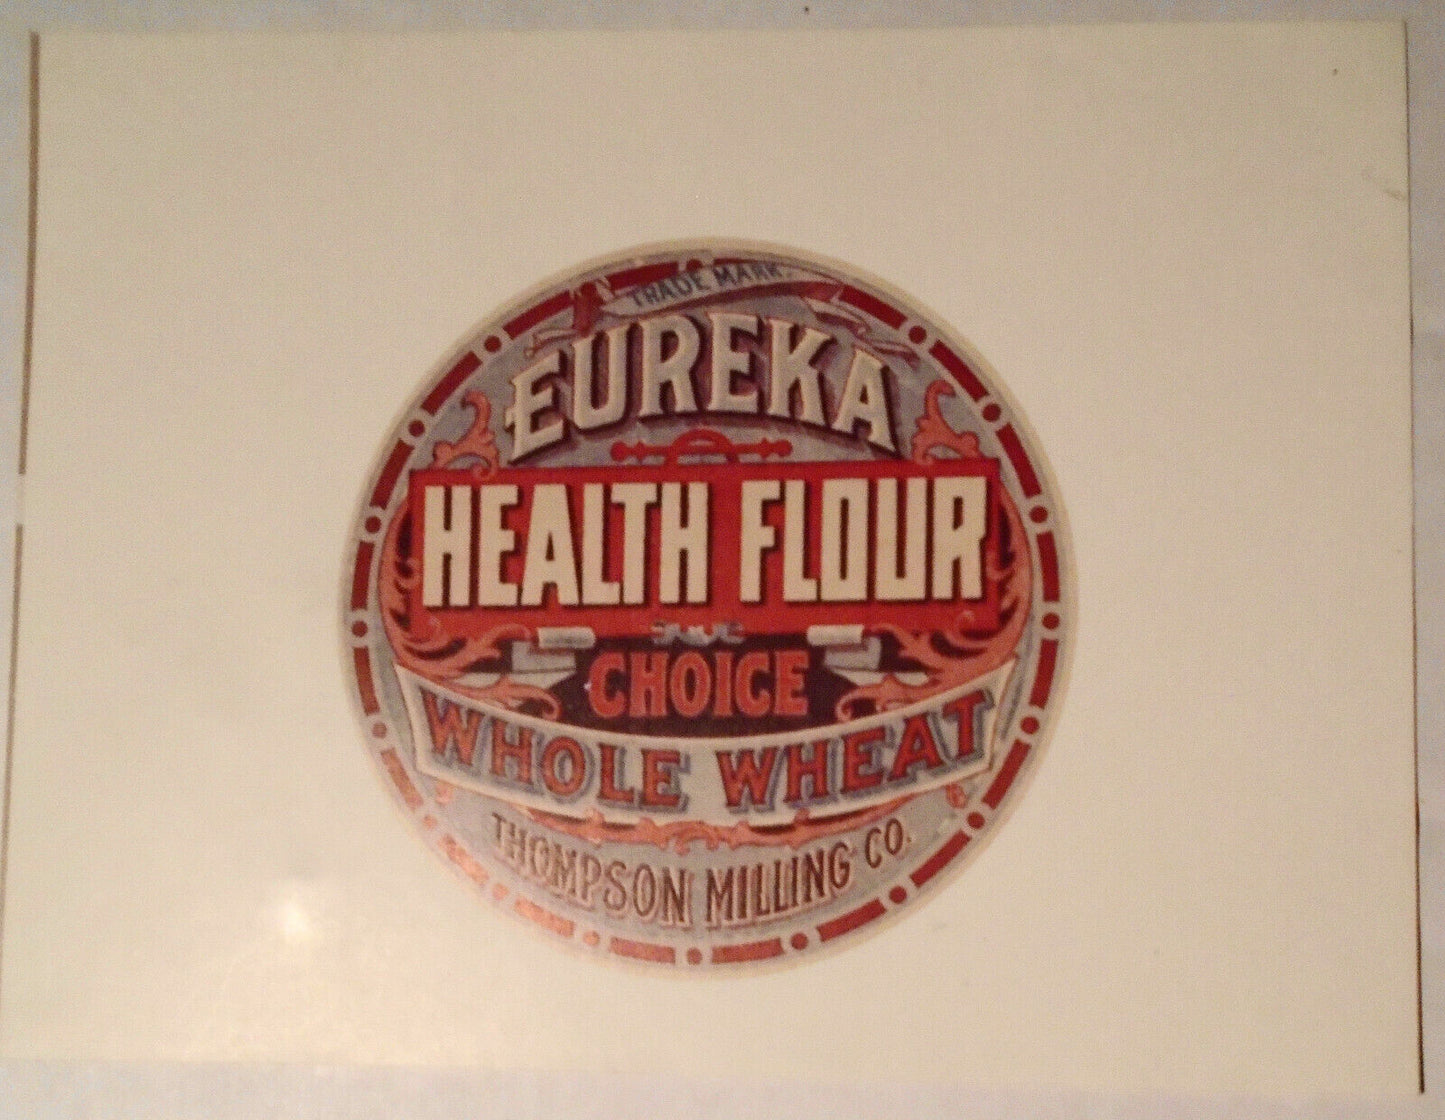 TRADE MARK.
EUREKA
HEALTH FLOUR
CHOICE
WHOLE WHEAT
THOMPSON MILLING CO.